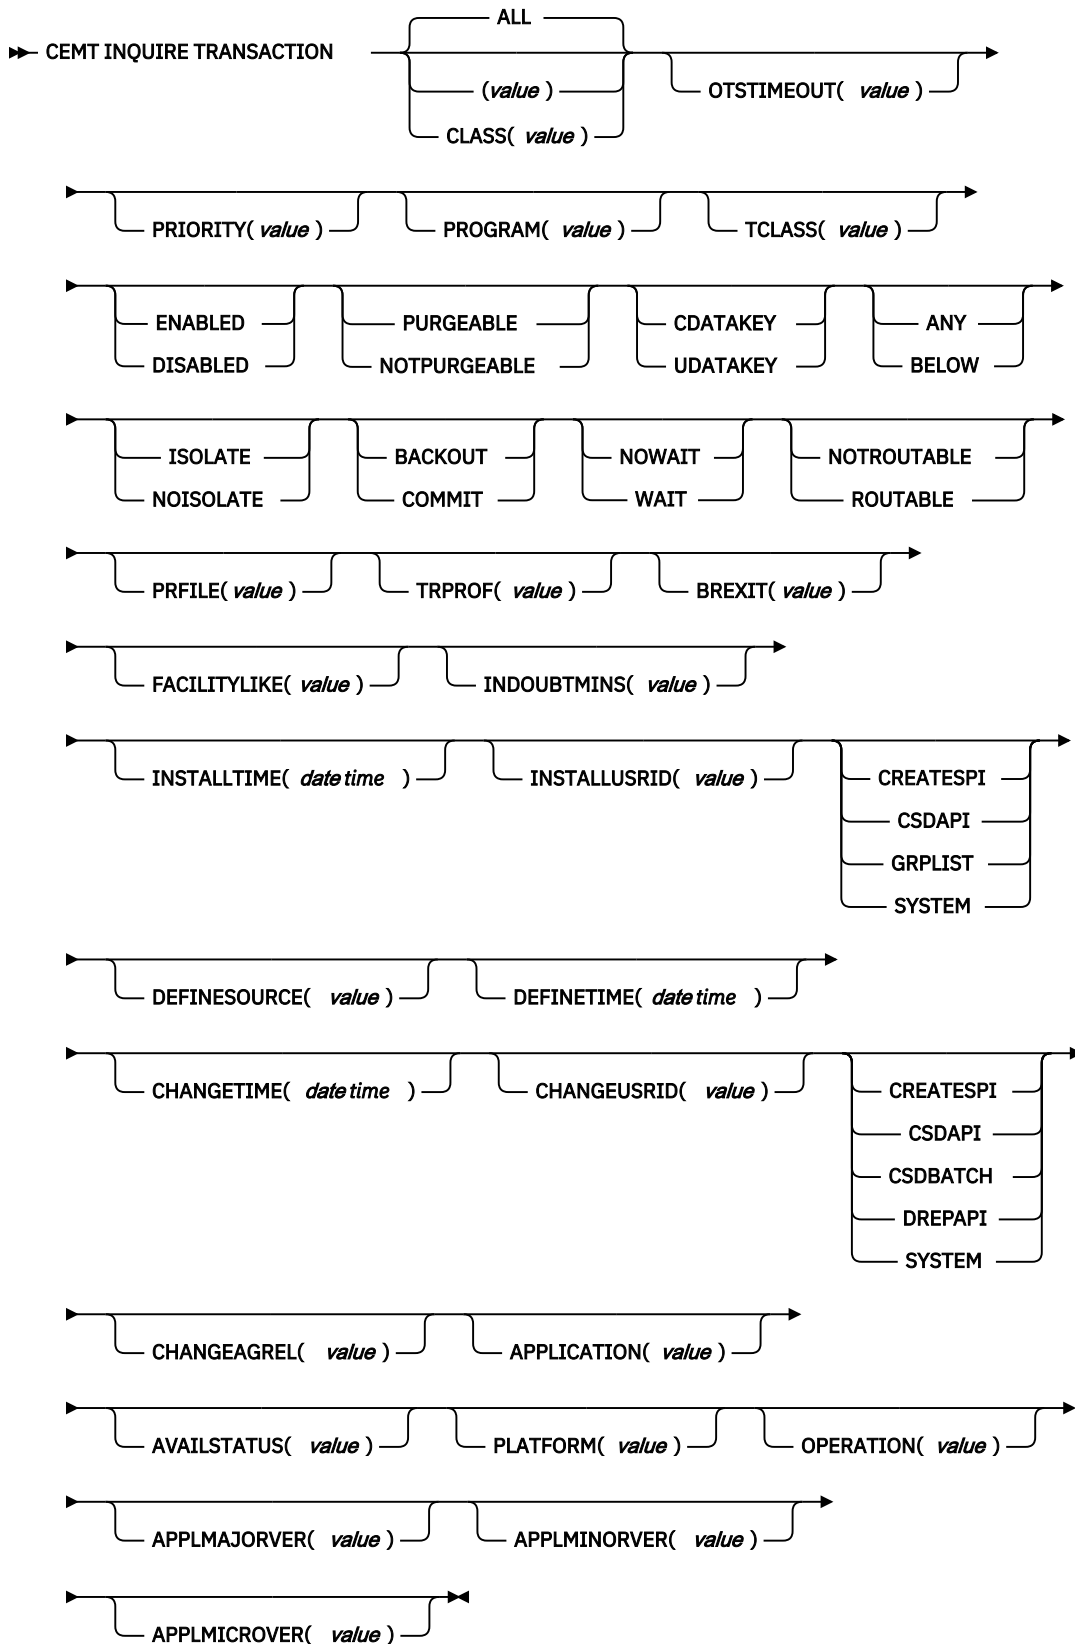 ALL
CEMT INQUIRE TRANSACTION
(value)
OTSTIMEOUT( value )
CLASS( value )
PRIORITY( value ) PROGRAM( value ) TCLASS( value )
ENABLED PURGEABLE CDATAKEY ANY
DISABLED NOTPURGEABLE UDATAKEY BELOW
ISOLATE BACKOUT NOWAIT NOTROUTABLE
NOISOLATE COMMIT WAIT ROUTABLE
PRFILE( value ) TRPROF( value ) BREXIT( value )
FACILITYLIKE( value ) INDOUBTMINS( value )
INSTALLTIME( date time ) INSTALLUSRID( value ) CREATESPI
CSDAPI
GRPLIST
SYSTEM
DEFINESOURCE( value ) DEFINETIME( date time )
CHANGETIME( date time ) CHANGEUSRID( value ) CREATESPI
CSDAPI
CSDBATCH
DREPAPI
SYSTEM
CHANGEAGREL( value ) APPLICATION( value )
AVAILSTATUS( value ) PLATFORM( value ) OPERATION( value )
APPLMAJORVER( value ) APPLMINORVER( value )
APPLMICROVER( value )